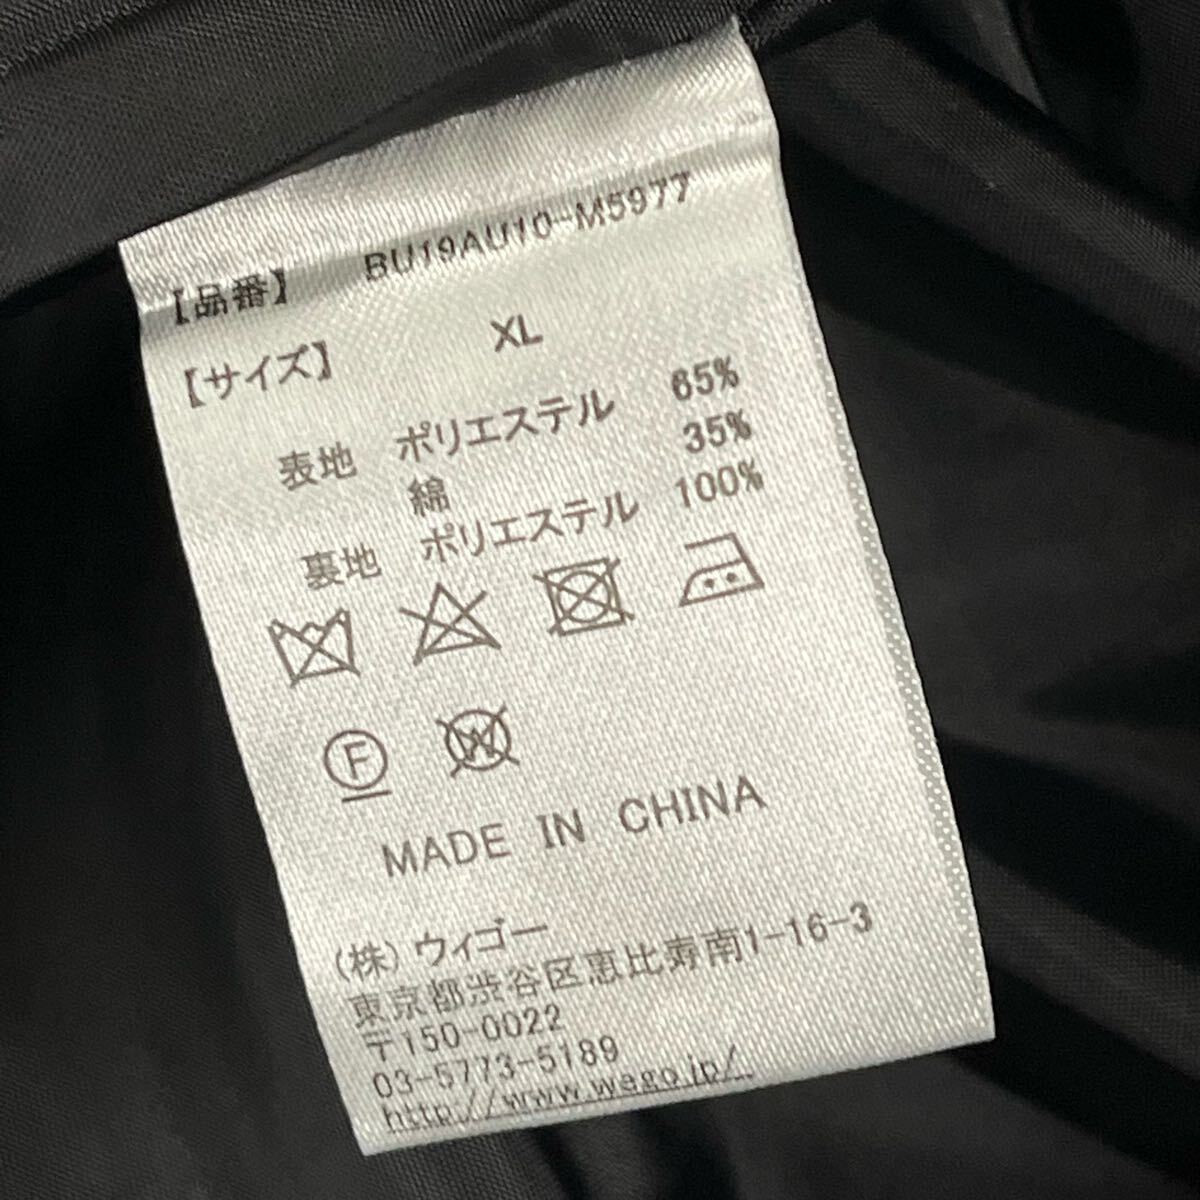 【品番】 BU19AU10-M5977
【サイズ】 XL
表地 ポリエステル 65%
綿 35%
裏地 ポリエステル 100%
F
W
MADE IN CHINA
(株)ウィゴー
東京都渋谷区恵比寿南1-16-3
〒150-0022
03-5773-5189
http://www.wego.jp/